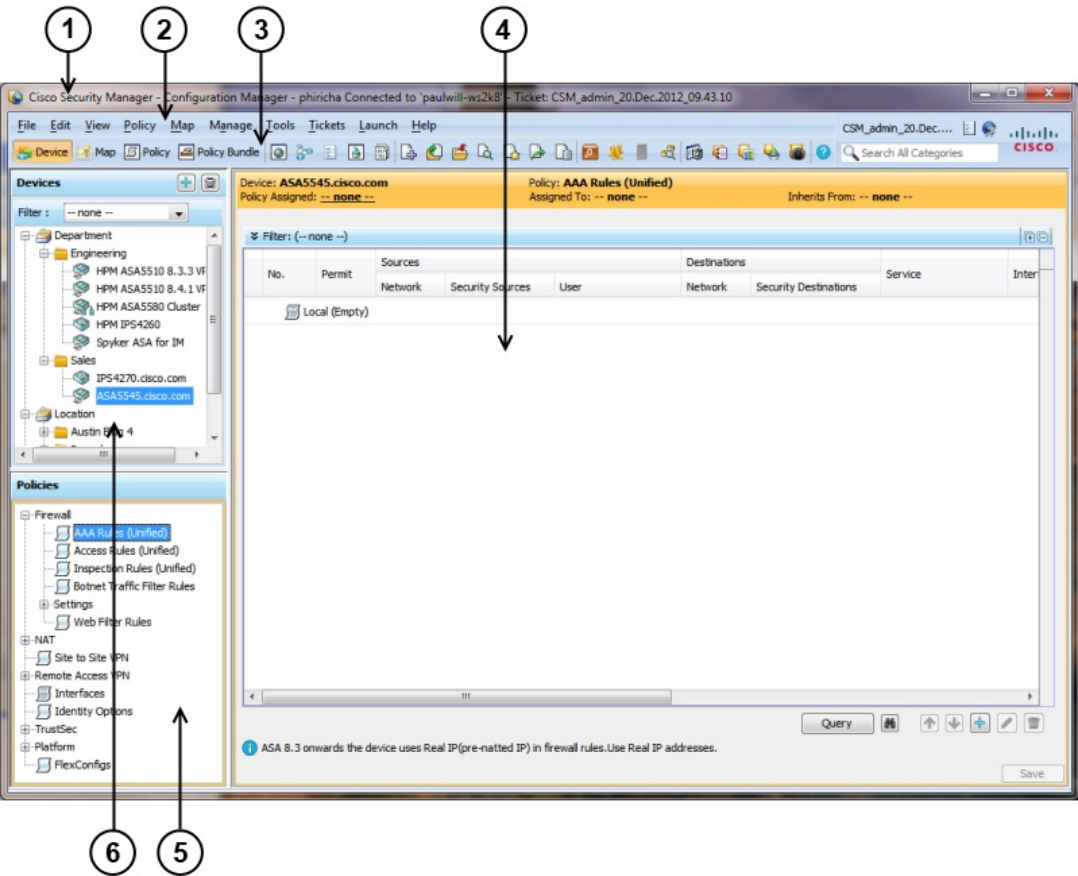 1 2 3 4
Cisco Security Manager - Configuration Manager - phiricha Connected to 'paulwill-ws2k8' - Ticket: CSM_admin_20.Dec.2012_09.43.10
File Edit View Policy Map Manage Tools Tickets Launch Help
CSM_admin_20.Dec....
Device Map Policy Policy Bundle
Search All Categories
CISCO
Devices
Filter : -- none --
Department
Engineering
HPM ASA5510 8.3.3
HPM ASA5510 8.4.1
HPM ASA5580 Cluster
HPM IPS4260
Spyker ASA for IM
Sales
IPS4270.cisco.com
ASA5545.cisco.com
Location
Austin 4
Policies
Firewall
AAA Rules (Unified)
Access Rules (Unified)
Inspection Rules (Unified)
Botnet Traffic Filter Rules
Settings
Web Filter Rules
NAT
Site to Site VPN
Remote Access VPN
Interfaces
Identity Options
TrustSec
Platform
FlexConfigs
Device: ASA5545.cisco.com Policy: AAA Rules (Unified)
Policy Assigned: -- none -- Assigned To: -- none -- Inherits From: -- none --
Filter: (-- none --)
No. Permit Sources Destinations Service Inter
Network Security Sources User Network Security Destinations
Local (Empty)
Query
ASA 8.3 onwards the device uses Real IP(pre-natted IP) in firewall rules.Use Real IP addresses.
Save
6 5